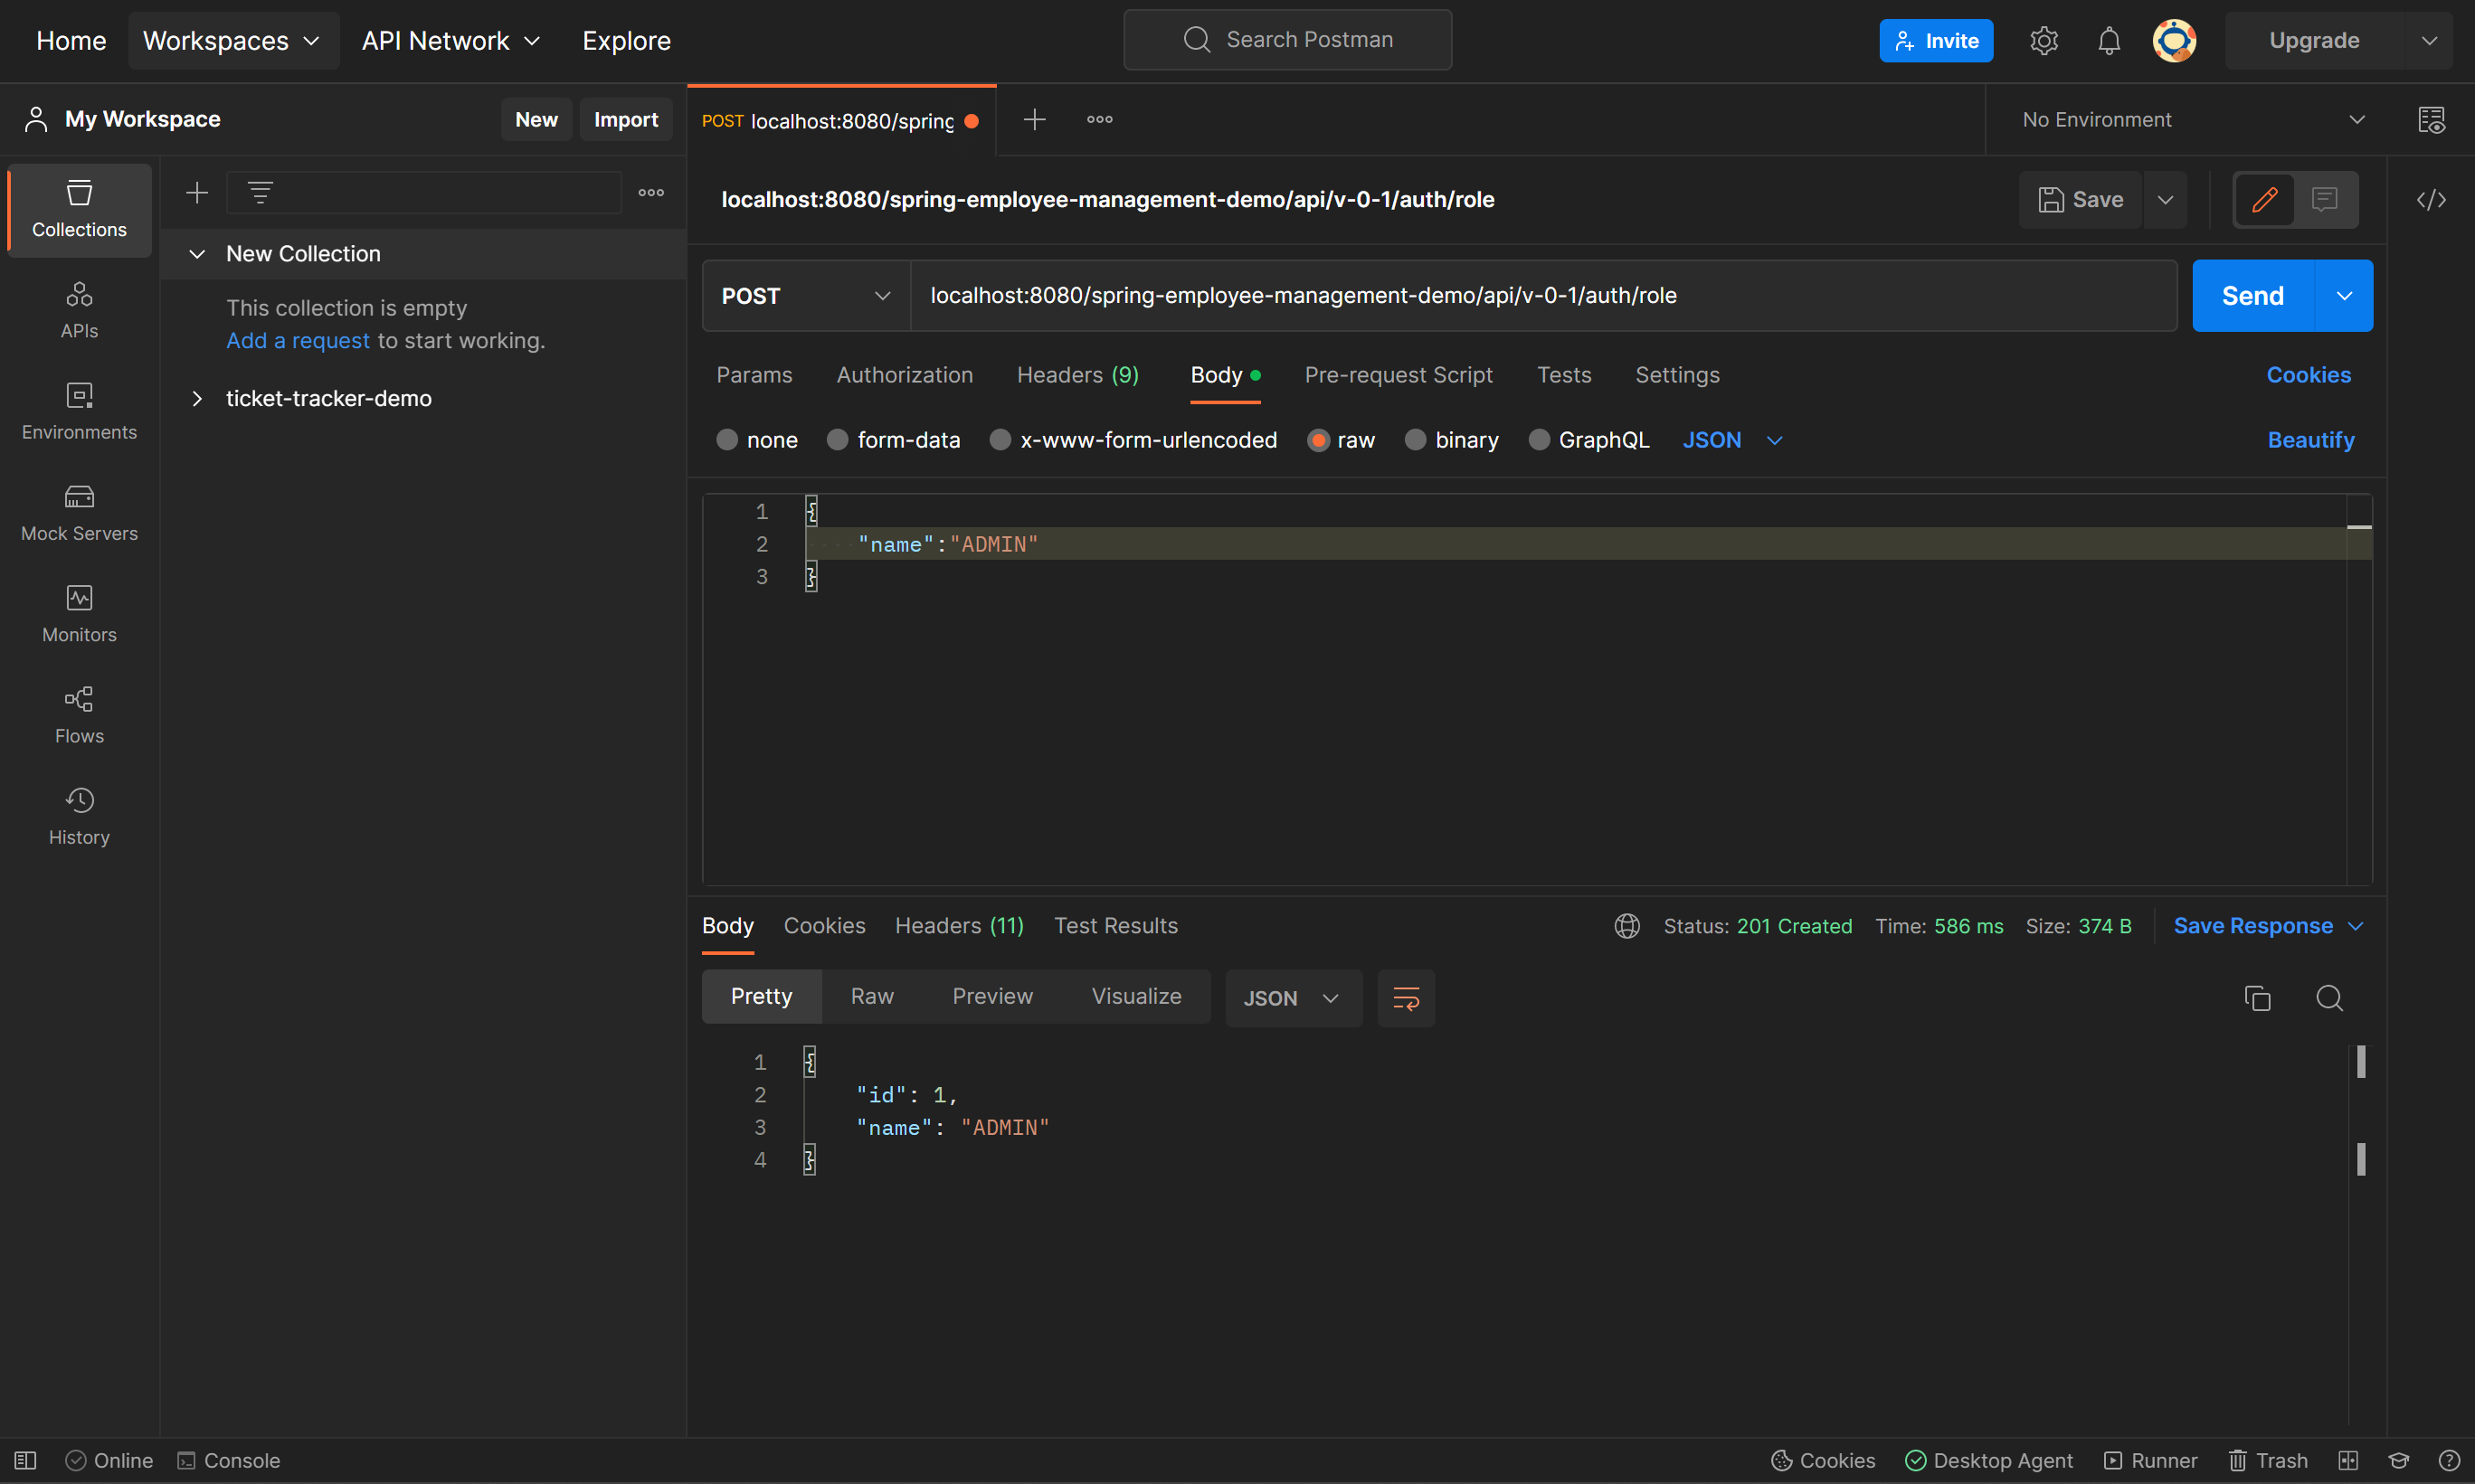 Home Workspaces API Network Explore Search Postman Invite Upgrade
My Workspace New Import
POST localhost:8080/spring
No Environment
Collections
APIs
Environments
Mock Servers
Monitors
Flows
History
New Collection
This collection is empty
Add a request to start working.
ticket-tracker-demo
localhost:8080/spring-employee-management-demo/api/v-0-1/auth/role
Save
POST localhost:8080/spring-employee-management-demo/api/v-0-1/auth/role Send
Params Authorization Headers (9) Body Pre-request Script Tests Settings Cookies
none form-data x-www-form-urlencoded raw binary GraphQL JSON Beautify
1 {
2 "name":"ADMIN"
3 }
Body Cookies Headers (11) Test Results Status: 201 Created Time: 586 ms Size: 374 B Save Response
Pretty Raw Preview Visualize JSON
1 {
2 "id": 1,
3 "name": "ADMIN"
4 }
Online Console Cookies Desktop Agent Runner Trash